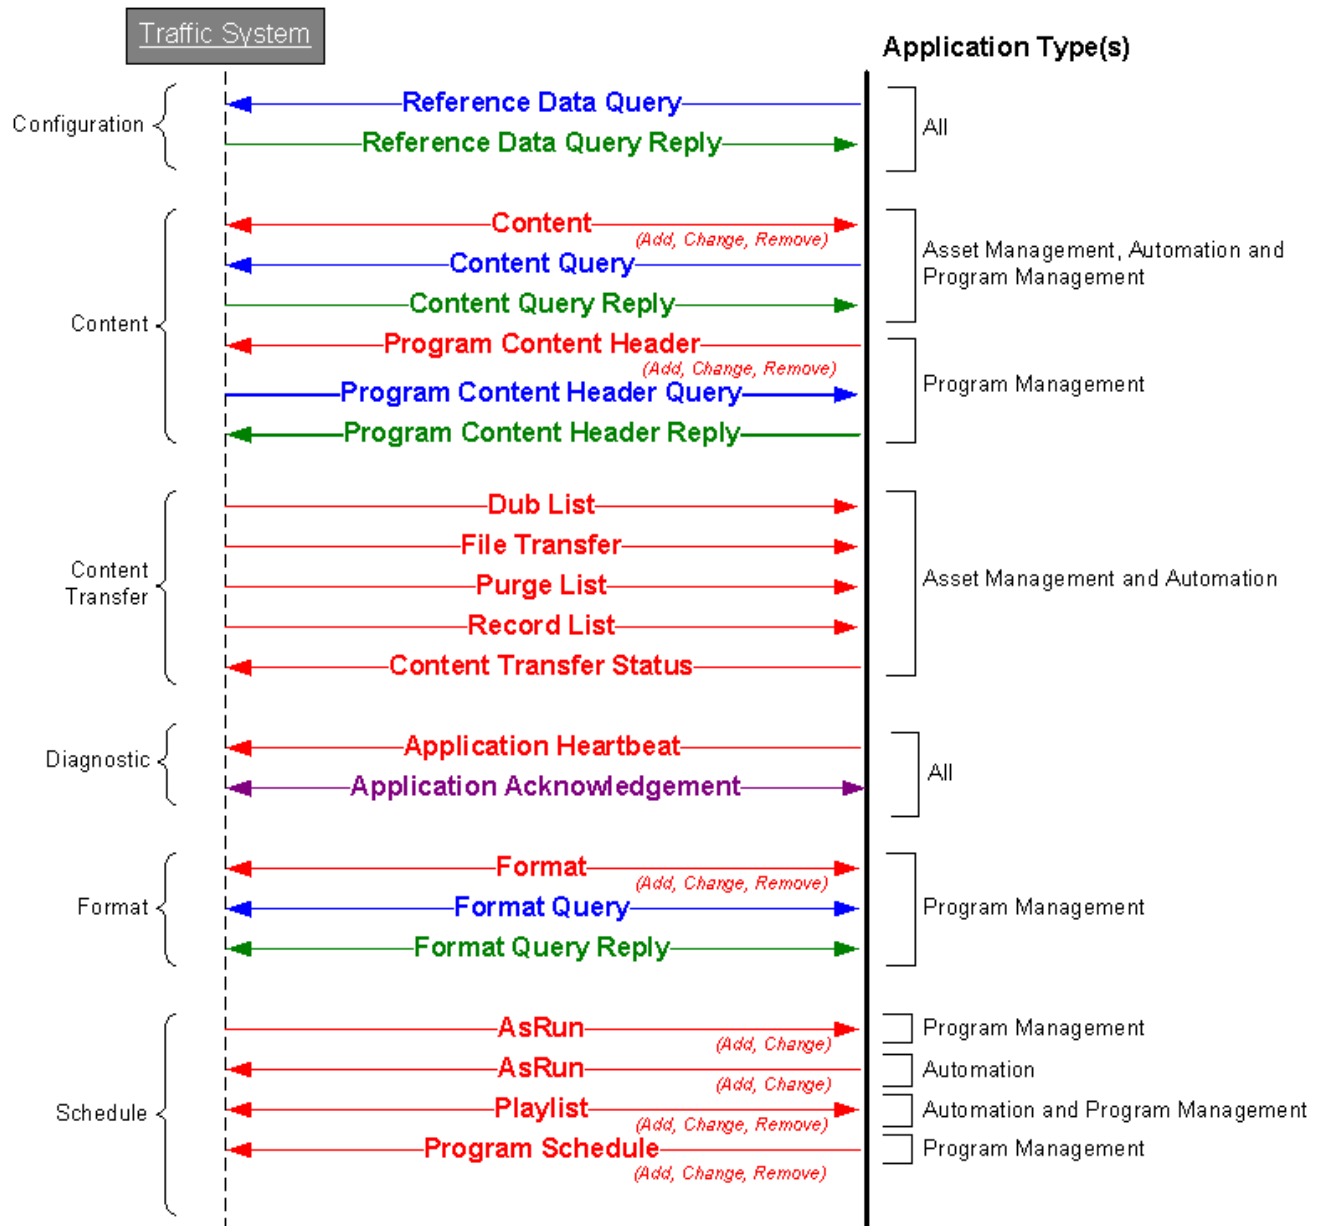 Traffic System
Application Type(s)
Configuration
Reference Data Query
Reference Data Query Reply
All
Content
Content
(Add, Change, Remove)
Content Query
Content Query Reply
Asset Management, Automation and
Program Management
Program Content Header
(Add, Change, Remove)
Program Content Header Query
Program Content Header Reply
Program Management
Content
Transfer
Dub List
File Transfer
Purge List
Record List
Content Transfer Status
Asset Management and Automation
Diagnostic
Application Heartbeat
Application Acknowledgement
All
Format
Format
(Add, Change, Remove)
Format Query
Format Query Reply
Program Management
Schedule
AsRun
(Add, Change)
Program Management
AsRun
(Add, Change)
Automation
Playlist
(Add, Change, Remove)
Automation and Program Management
Program Schedule
(Add, Change, Remove)
Program Management